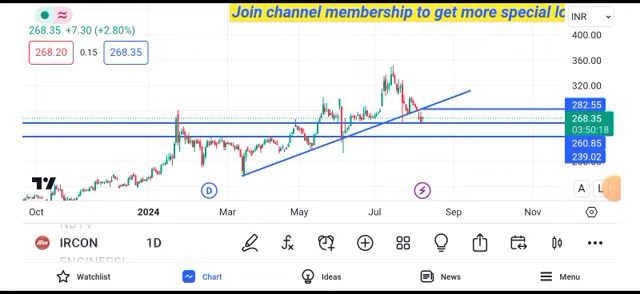 Join channel membership to get more special lo
INR
268.35 +7.30 (+2.80%)
268.20 0.15 268.35
400.00
360.00
320.00
282.55
268.35
03:50:18
260.85
239.02
D
A L
Oct 2024 Mar May Jul Sep Nov
NDTV
IRCON 1D
ENGINERSI
Watchlist Chart Ideas News Menu